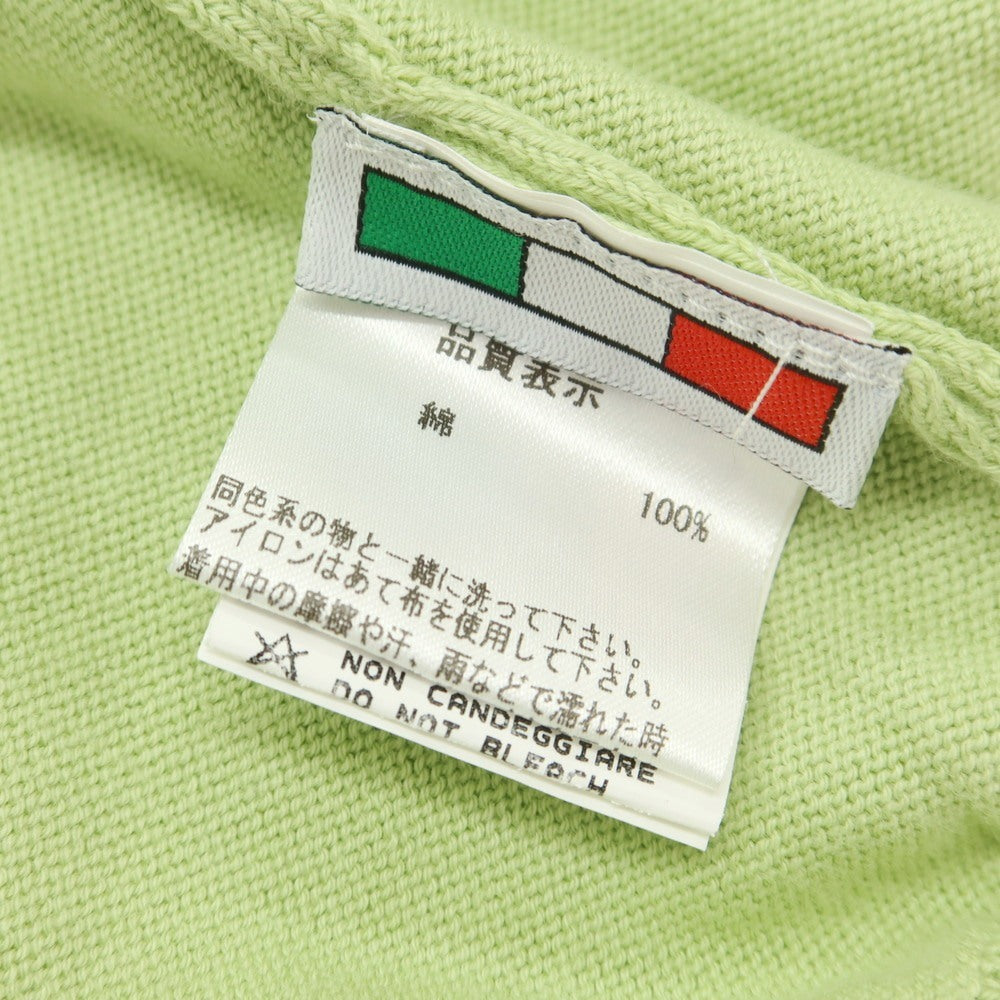 品質表示
綿 100%
同色系の物と一緒に洗って下さい。
アイロンはあて布を使用して下さい。
着用中の摩擦や汗、雨などで濡れた時
NON CANDEGGIARE
DO NOT BLEACH